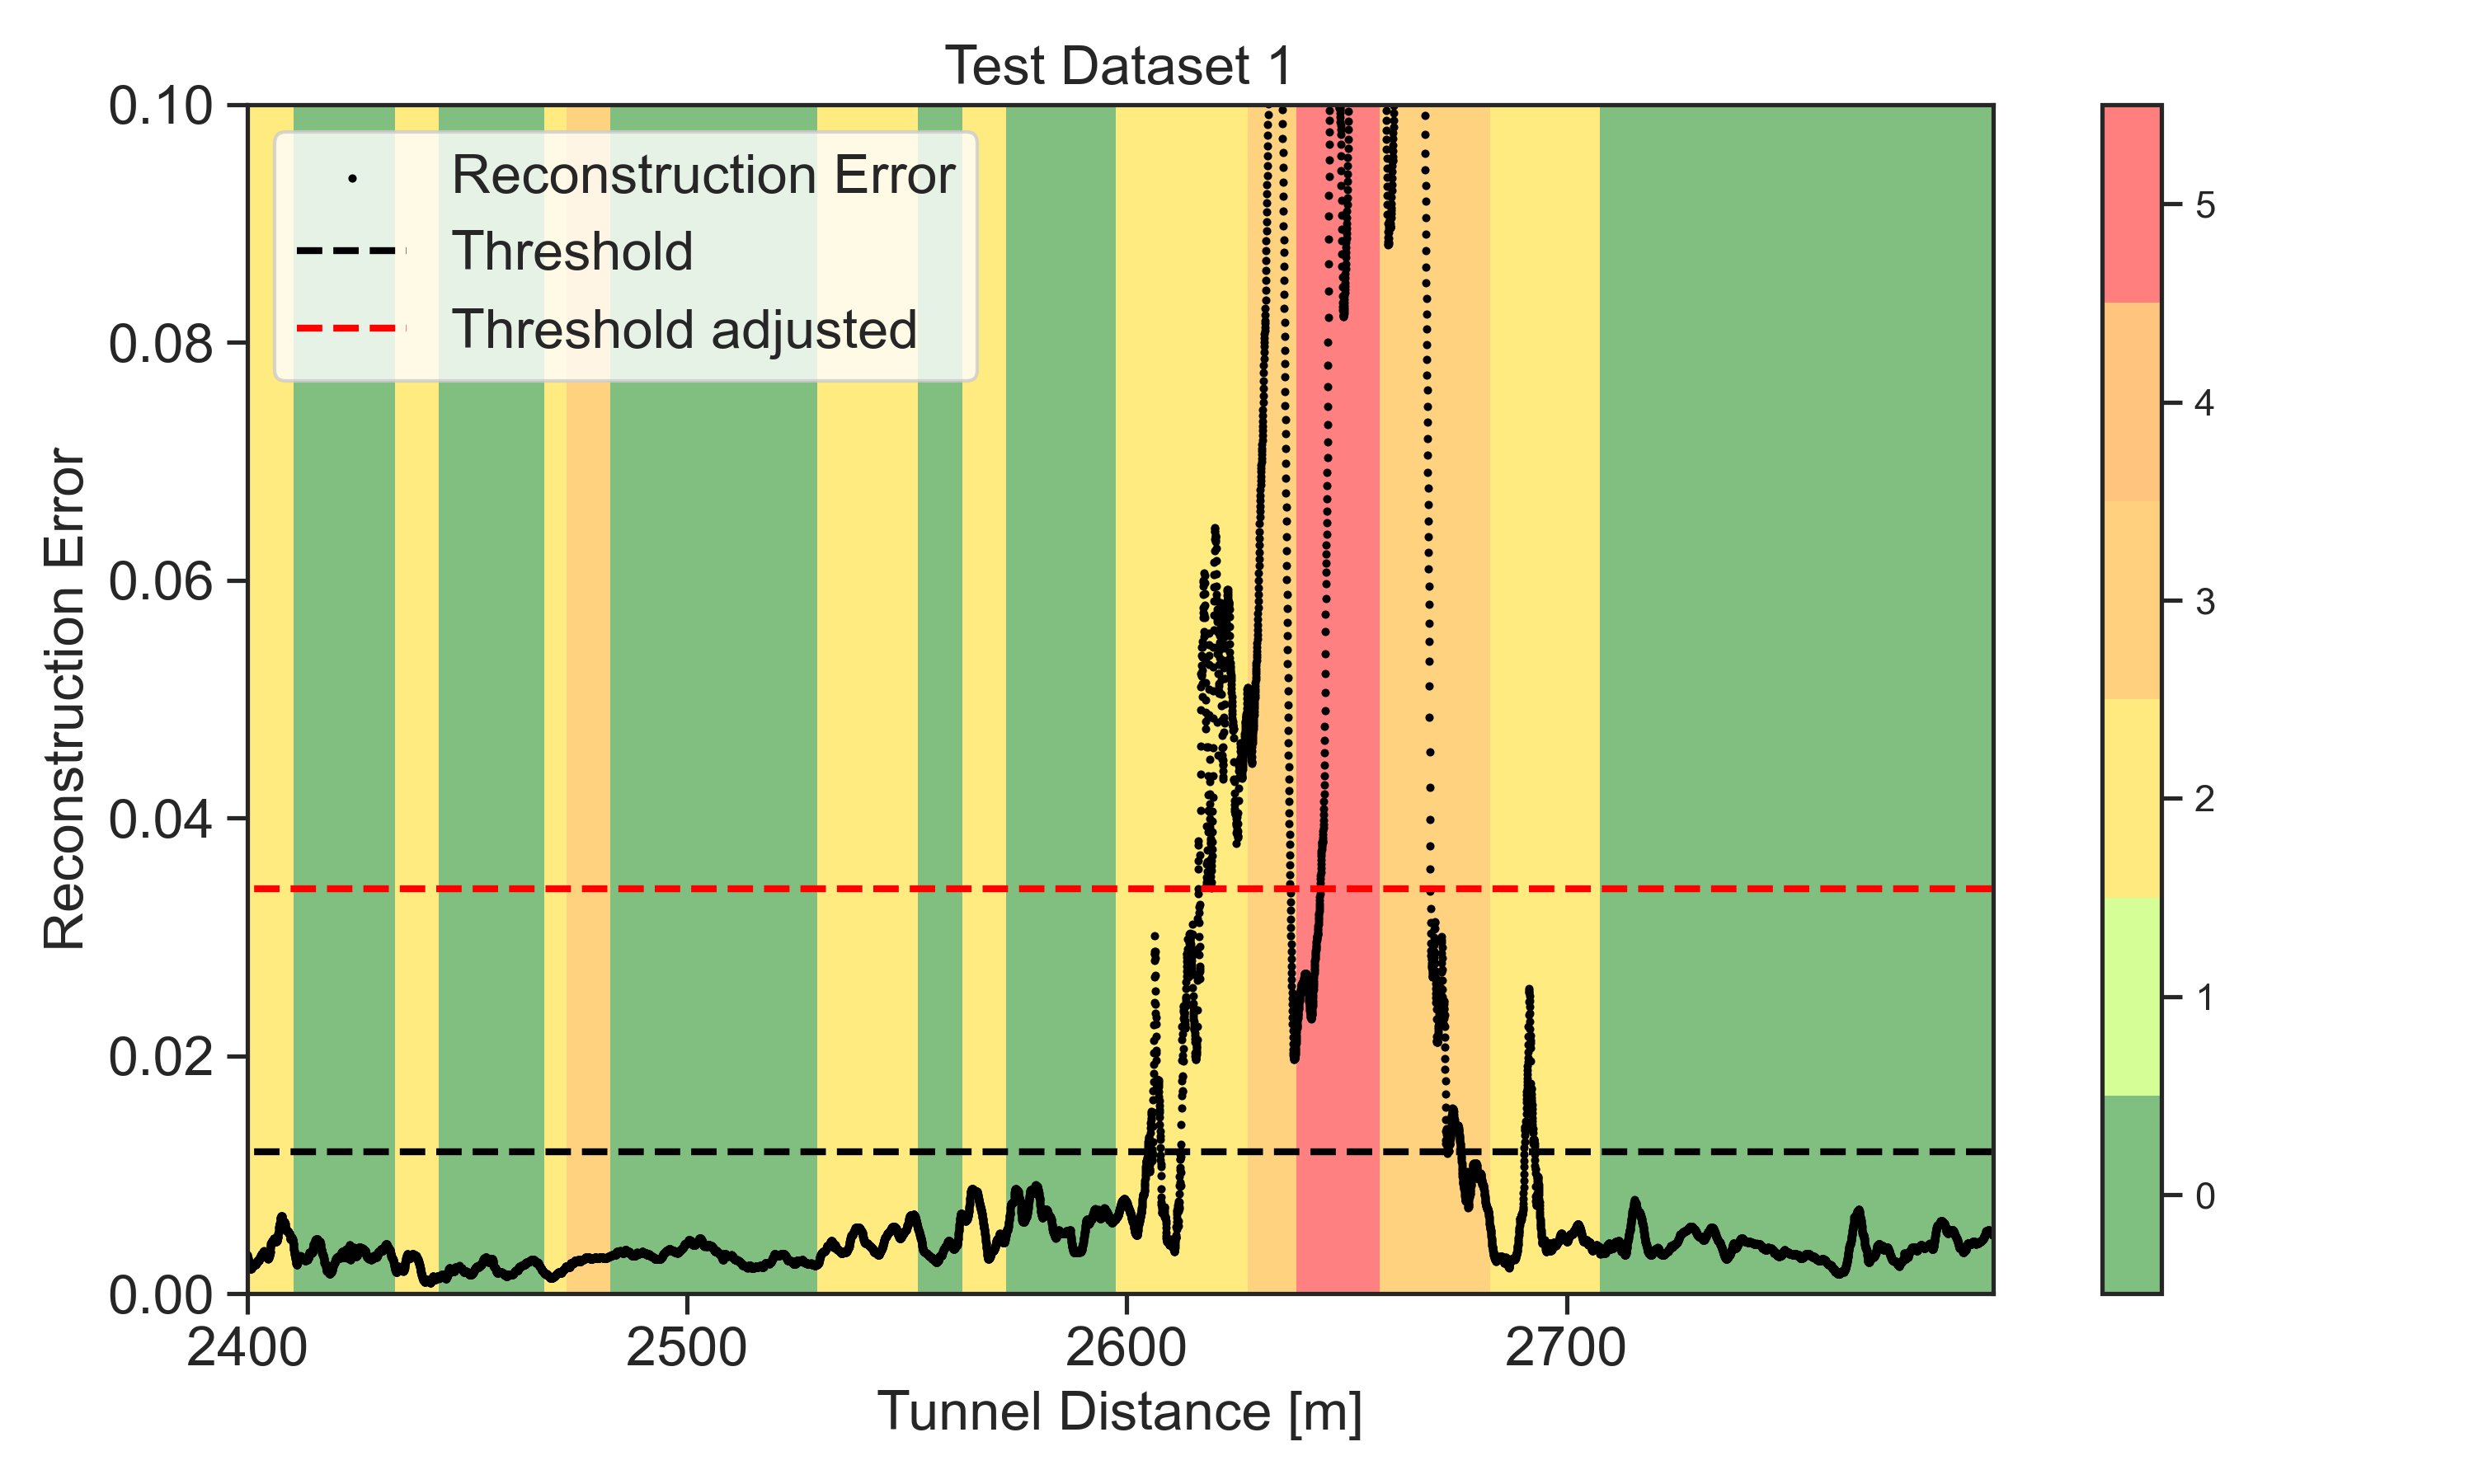 Test Dataset 1
Reconstruction Error
Threshold
Threshold adjusted
Reconstruction Error
0.10
0.08
0.06
0.04
0.02
0.00
2400
2500
2600
2700
Tunnel Distance [m]
5
4
3
2
1
0